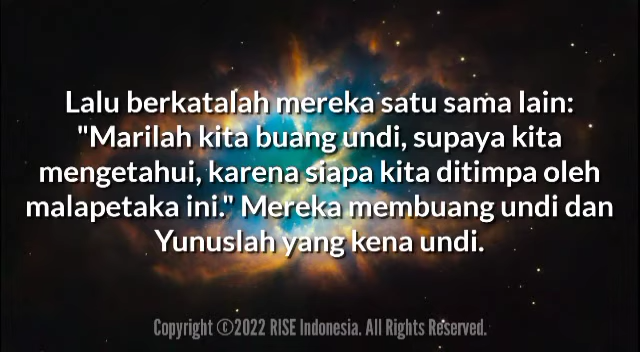 Lalu berkatalah mereka satu sama lain:
"Marilah kita buang undi, supaya kita
mengetahui, karena siapa kita ditimpa oleh
malapetaka ini." Mereka membuang undi dan
Yunuslah yang kena undi.
Copyright ©2022 RISE Indonesia. All Rights Reserved.